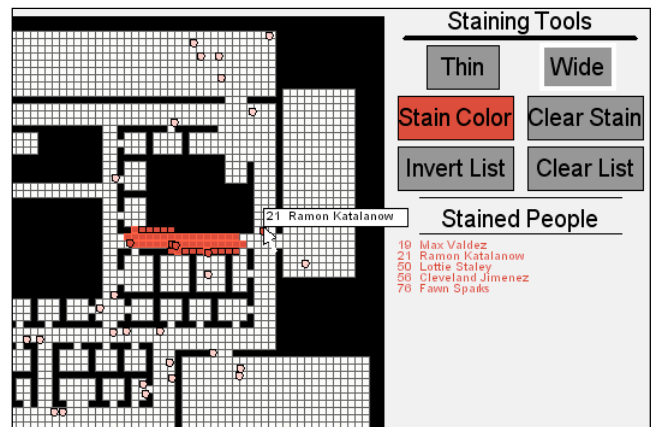 Staining Tools
Thin
Wide
Stain Color
Clear Stain
Invert List
Clear List
21 Ramon Katalanow
Stained People
19 Max Valdez
21 Ramon Katalanow
50 Lottie Staley
56 Cleveland Jimenez
76 Fawn Sparks